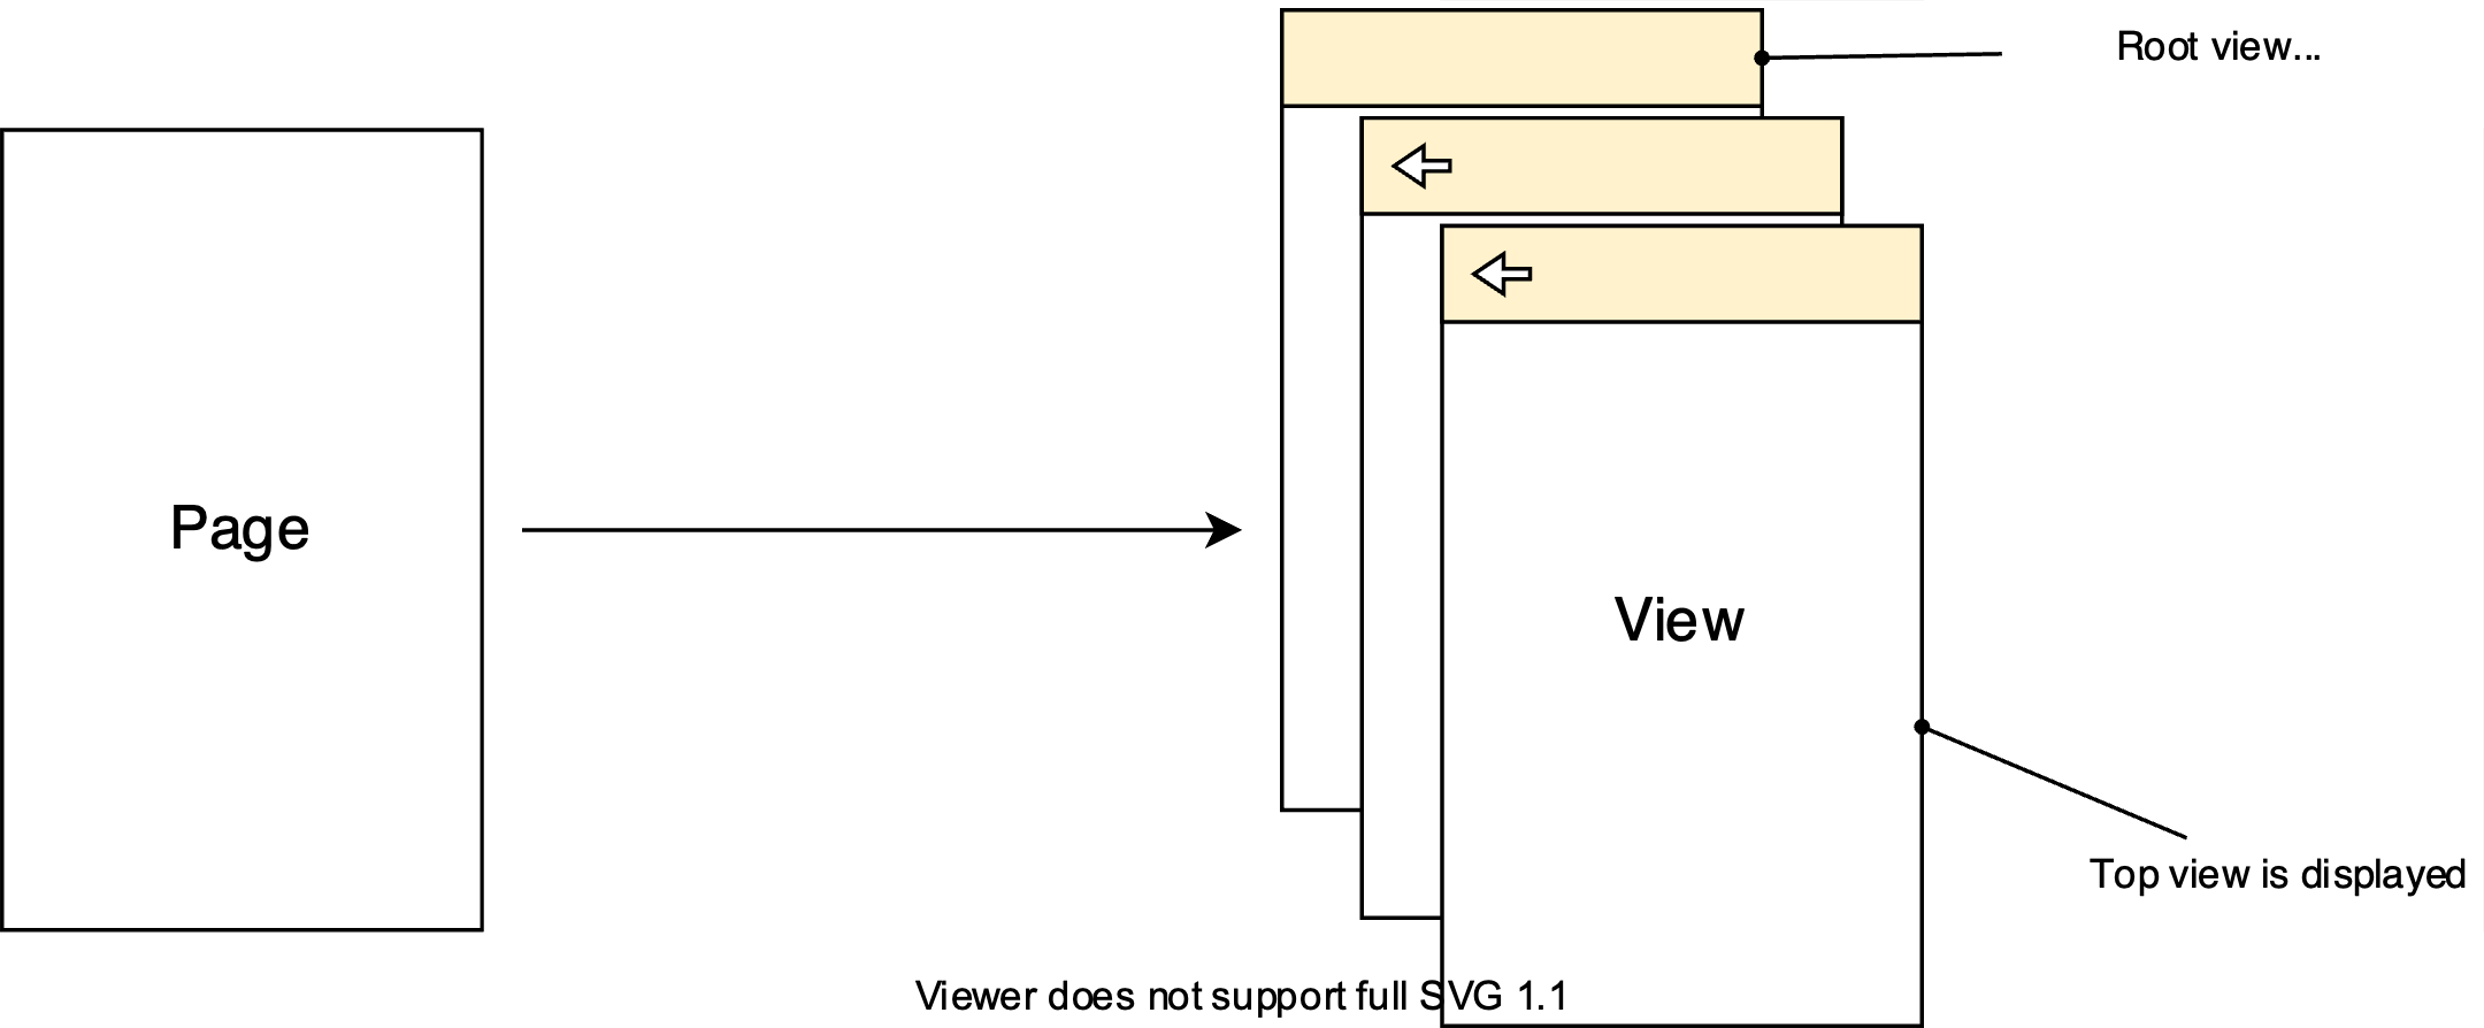 Root view...
Page
View
Top view is displayed
Viewer does not support full SVG 1.1